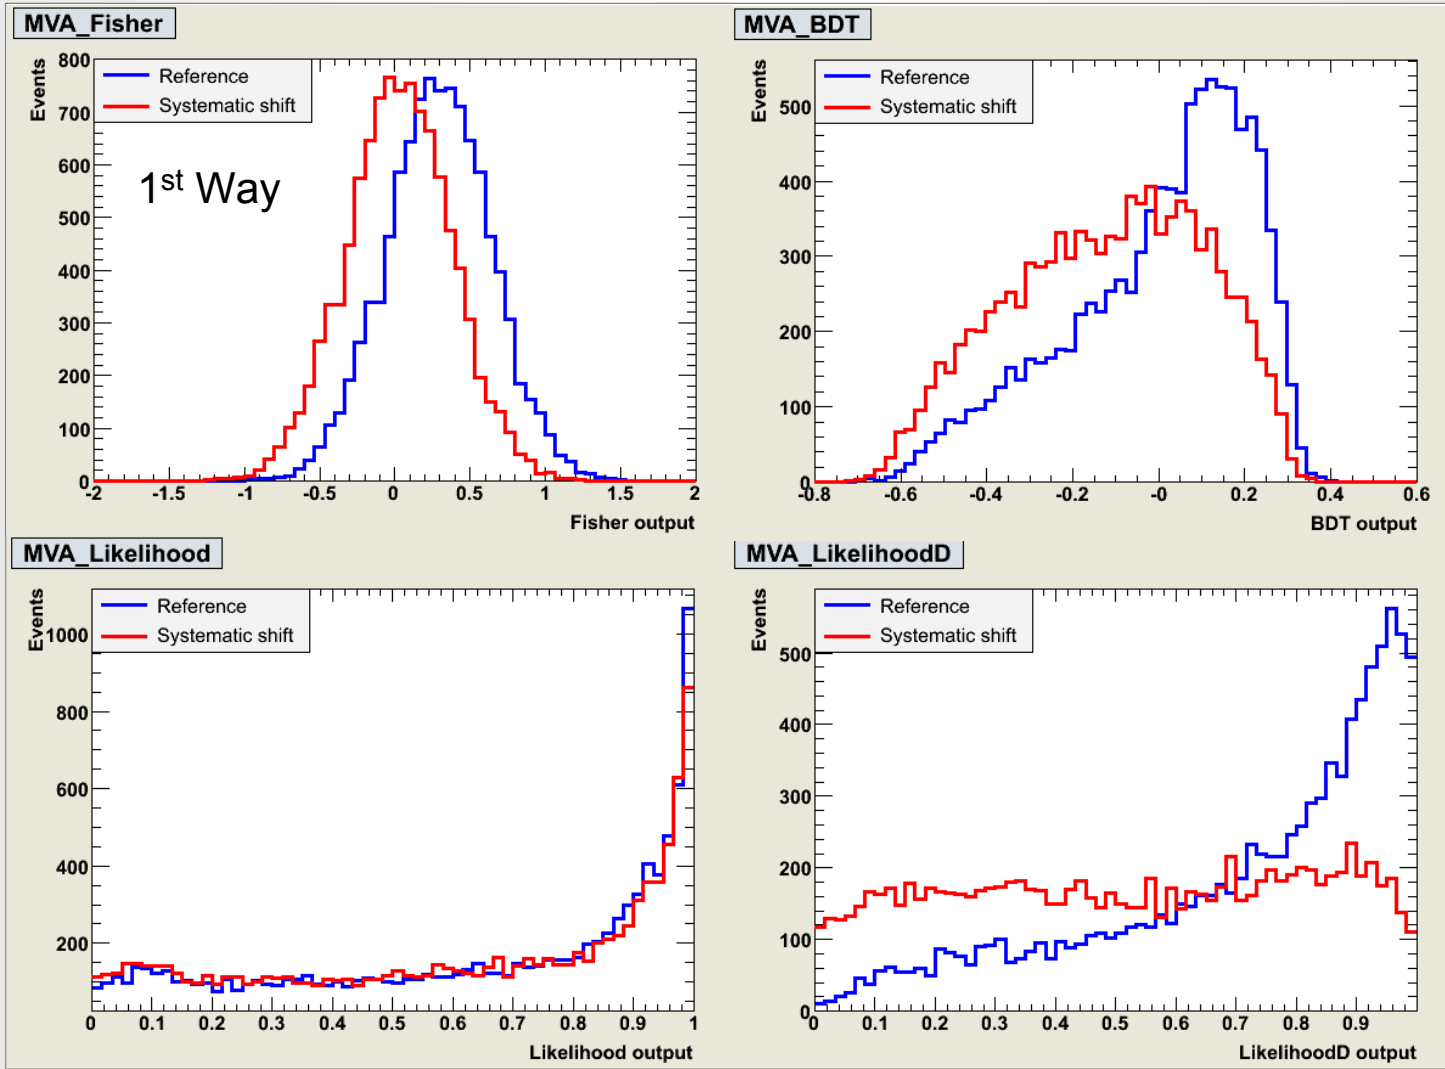 MVA_Fisher
Events
800
700
600
500
400
300
200
100
0
Reference
Systematic shift
1st Way
-2 -1.5 -1 -0.5 0 0.5 1 1.5 2
Fisher output
MVA_BDT
Events
500
400
300
200
100
0
Reference
Systematic shift
-0.8 -0.6 -0.4 -0.2 -0 0.2 0.4 0.6
BDT output
MVA_Likelihood
Events
1000
800
600
400
200
Reference
Systematic shift
0 0.1 0.2 0.3 0.4 0.5 0.6 0.7 0.8 0.9 1
Likelihood output
MVA_LikelihoodD
Events
500
400
300
200
100
0
Reference
Systematic shift
0 0.1 0.2 0.3 0.4 0.5 0.6 0.7 0.8 0.9
LikelihoodD output